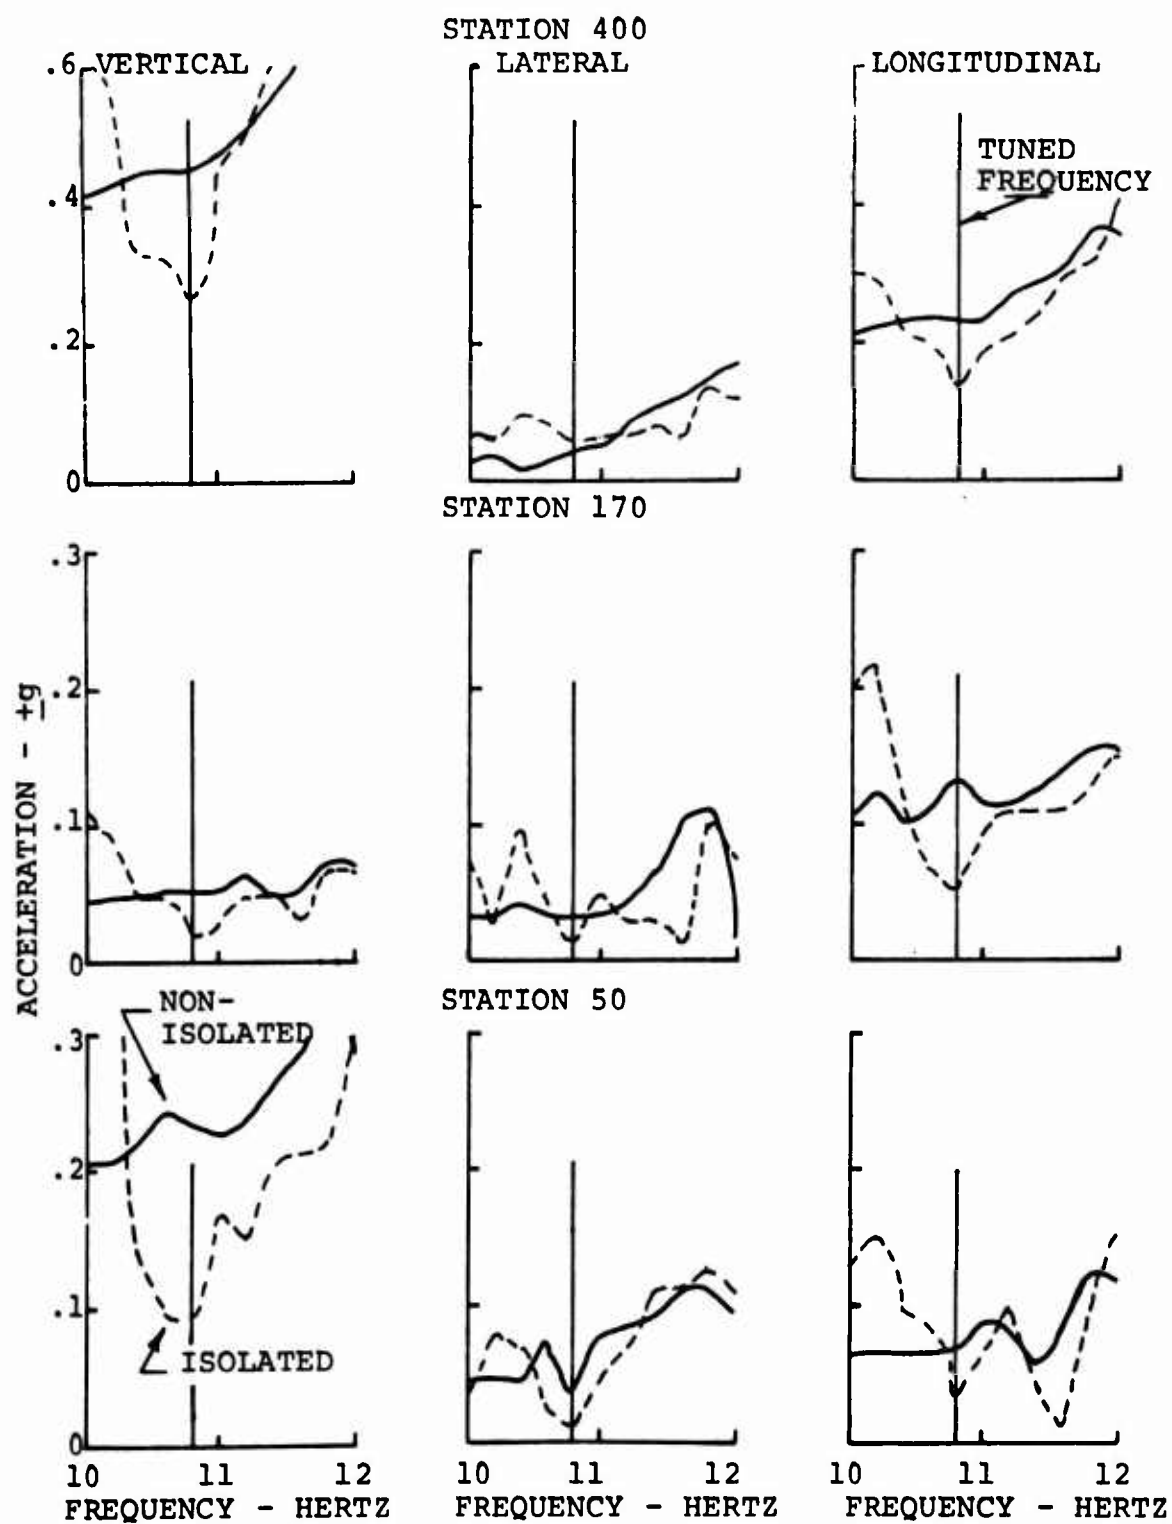 STATION 400
VERTICAL
LATERAL
LONGITUDINAL
.6
.4
.2
0
TUNED
FREQUENCY
STATION 170
.3
.2
.1
0
ACCELERATION - ±g
STATION 50
NON-
ISOLATED
.3
.2
.1
0
ISOLATED
10 11 12
10 11 12
10 11 12
FREQUENCY - HERTZ
FREQUENCY - HERTZ
FREQUENCY - HERTZ